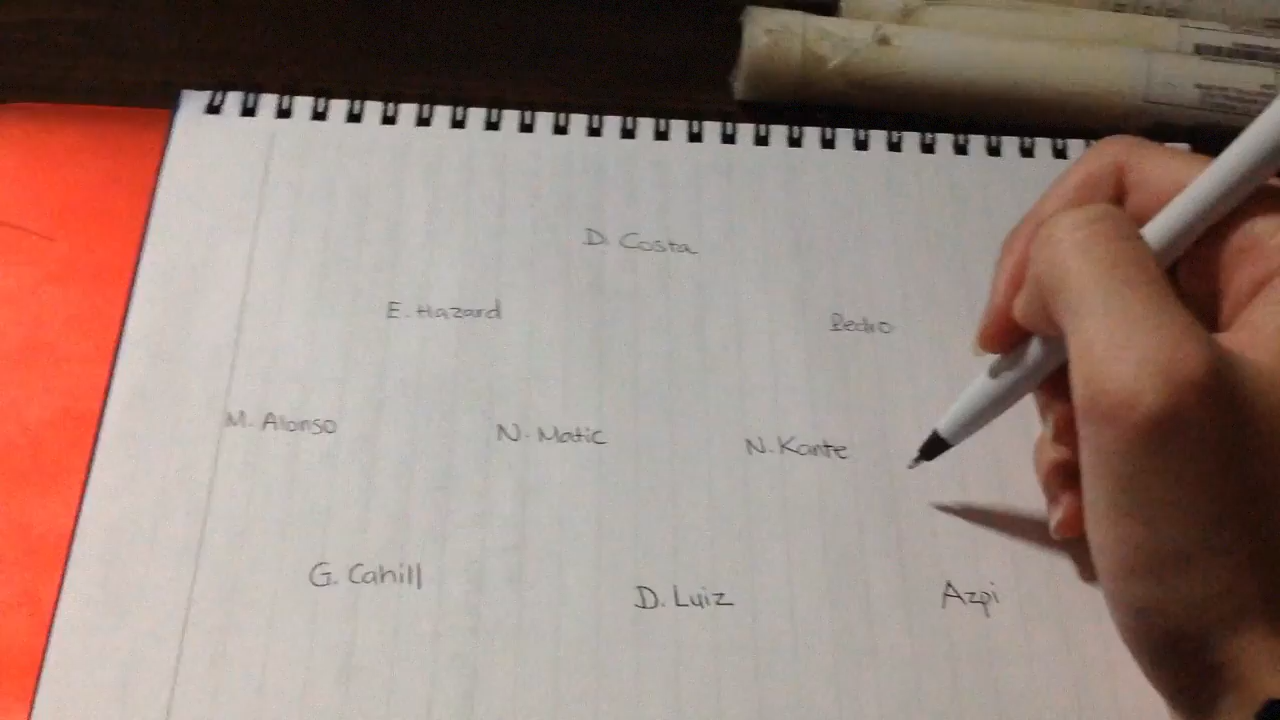 D. Costa
E. Hazard
Pedro
M. Alonso
N. Matic
N. Kante
G. Cahill
D. Luiz
Azpi